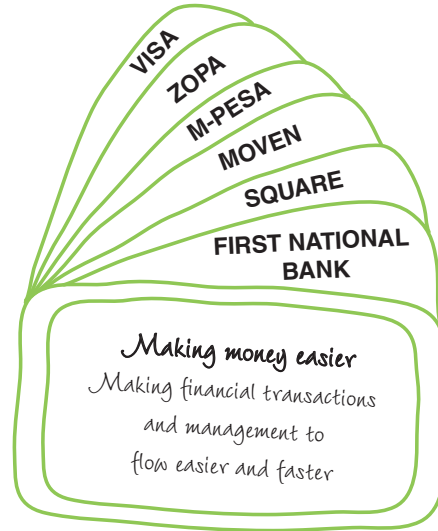 VISA
ZOPA
M-PESA
MOVEN
SQUARE
FIRST NATIONAL
BANK
Making money easier
Making financial transactions
and management to
flow easier and faster